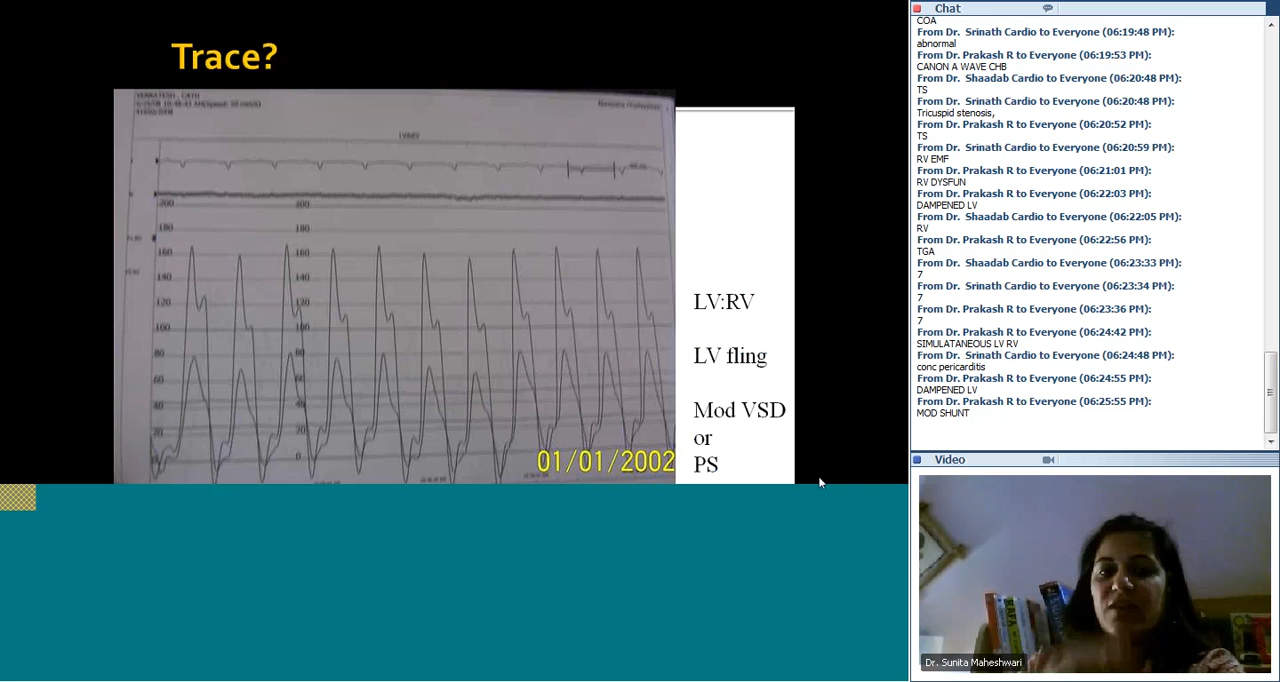 Trace?
200
200
180
180
160
160
140
140
120
120
100
100
80
80
60
60
40
40
20
20
0
01/01/2002
LV:RV
LV fling
Mod VSD
or
PS
Chat
COA
From Dr. Srinath Cardio to Everyone (06:19:48 PM):
abnormal
From Dr. Prakash R to Everyone (06:19:53 PM):
CANON A WAVE CHB
From Dr. Shaadab Cardio to Everyone (06:20:48 PM):
TS
From Dr. Srinath Cardio to Everyone (06:20:48 PM):
Tricuspid stenosis,
From Dr. Prakash R to Everyone (06:20:52 PM):
TS
From Dr. Srinath Cardio to Everyone (06:20:59 PM):
RV EMF
From Dr. Prakash R to Everyone (06:21:01 PM):
RV DYSFUN
From Dr. Prakash R to Everyone (06:22:03 PM):
DAMPENED LV
From Dr. Shaadab Cardio to Everyone (06:22:05 PM):
RV
From Dr. Prakash R to Everyone (06:22:56 PM):
TGA
From Dr. Shaadab Cardio to Everyone (06:23:33 PM):
7
From Dr. Srinath Cardio to Everyone (06:23:34 PM):
7
From Dr. Prakash R to Everyone (06:23:36 PM):
7
From Dr. Prakash R to Everyone (06:24:42 PM):
SIMULATANEOUS LV RV
From Dr. Srinath Cardio to Everyone (06:24:48 PM):
conc pericarditis
From Dr. Prakash R to Everyone (06:24:55 PM):
DAMPENED LV
From Dr. Prakash R to Everyone (06:25:55 PM):
MOD SHUNT
Video
Dr. Sunita Maheshwari